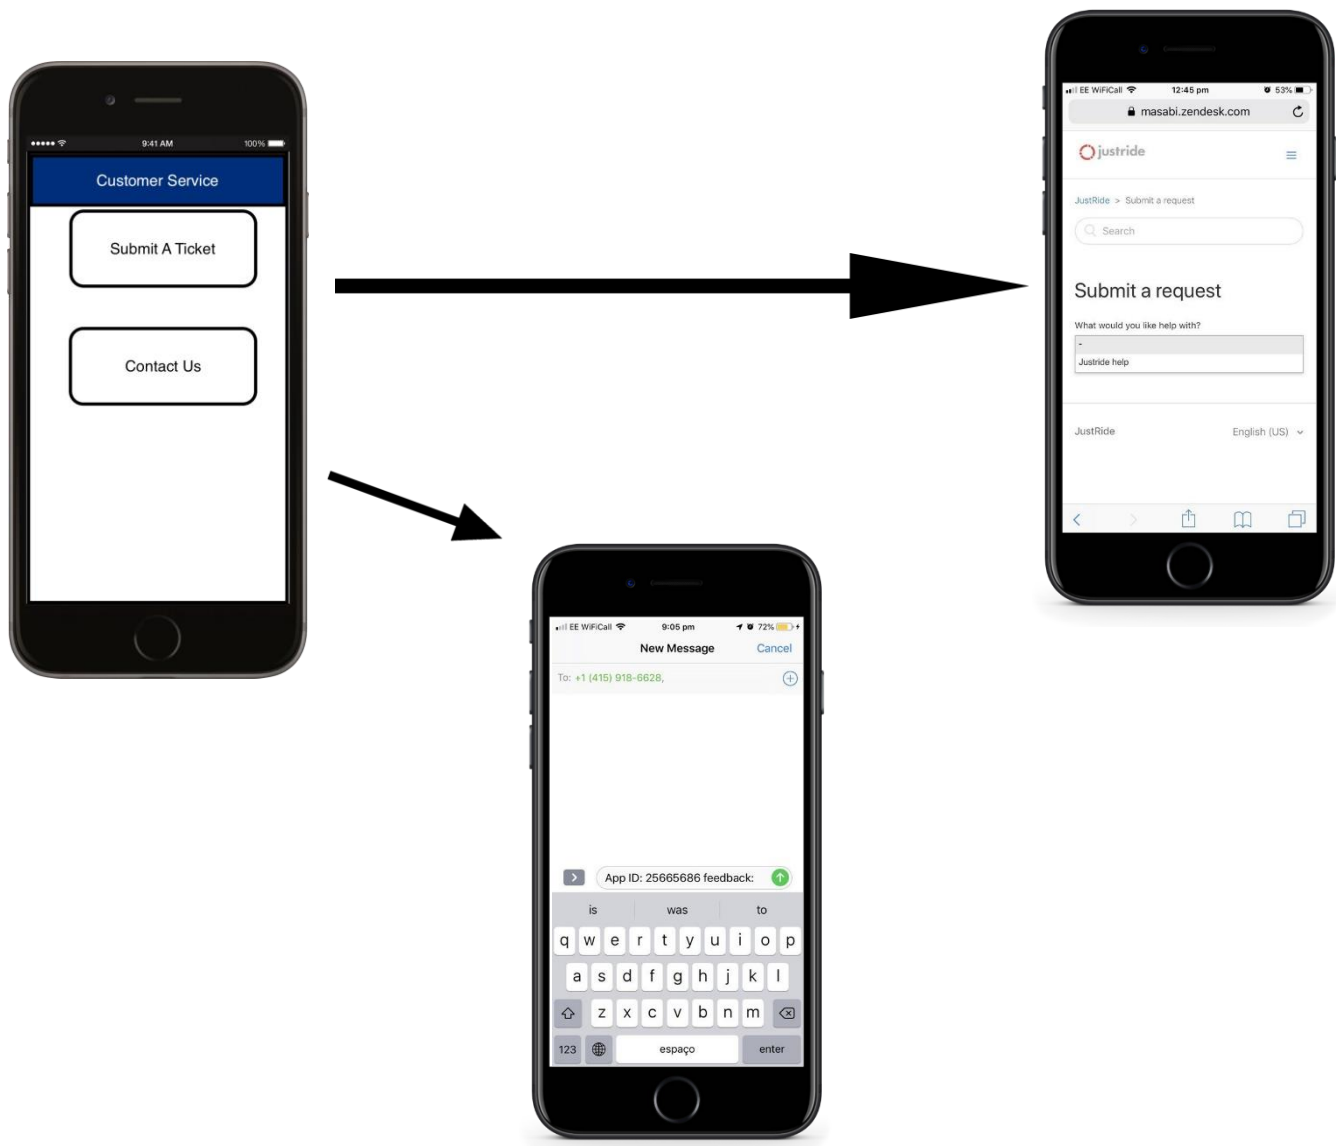 9:41 AM 100%
Customer Service
Submit A Ticket
Contact Us
EE WiFiCall 12:45 pm 53%
masabi.zendesk.com
justride
JustRide > Submit a request
Search
Submit a request
What would you like help with?
-
Justride help
JustRide English (US)
EE WiFiCall 9:05 pm 72%
New Message Cancel
To: +1 (415) 918-6628,
App ID: 25665686 feedback:
is was to
q w e r t y u i o p
a s d f g h j k l
z x c v b n m
123 espaço enter